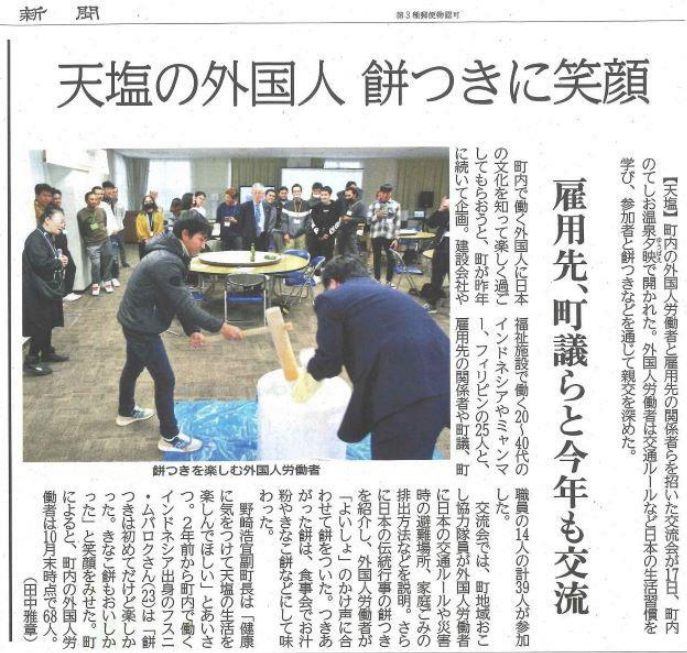 新聞
第3種郵便物認可
天塩の外国人 餅つきに笑顔
雇用先、町議らと今年も交流
【天塩】町内の外国人労働者と雇用先の関係者らを招いた交流会が17日、町内
のてしお温泉夕映で開かれた。外国人労働者は交通ルールなど日本の生活習慣を
ゆうばえ
学び、参加者と餅つきなどを通じて親交を深めた。
町内で働く外国人に日本
の文化を知って楽しく過ご
してもらおうと、町が昨年
に続いて企画。建設会社や
福祉施設で働く20～40代の
インドネシアやミャンマ
ー、フィリピンの25人と、
雇用先の関係者や町議、町
職員の14人の計39人が参加
した。
交流会では、町地域おこ
し協力隊員が外国人労働者
に日本の交通ルールや災害
時の避難場所、家庭ごみの
排出方法などを説明。さら
に日本の伝統行事の餅つき
を紹介し、外国人労働者が
「よいしょ」のかけ声に合
わせて餅をついた。つきあ
がった餅は、食事会でお汁
粉やきなこ餅などにして味
わった。
野崎浩宣副町長は「健康
に気をつけて天塩の生活を
楽しんでほしい」とあいさ
つ。2年前から町内で働く
インドネシア出身のフスニ
・ムバロクさん(23)は「餅
つきは初めてだけど楽しか
った。きなこ餅もおいしか
った」と笑顔をみせた。町
によると、町内の外国人労
働者は10月末時点で68人。
（田中雅章）
餅つきを楽しむ外国人労働者